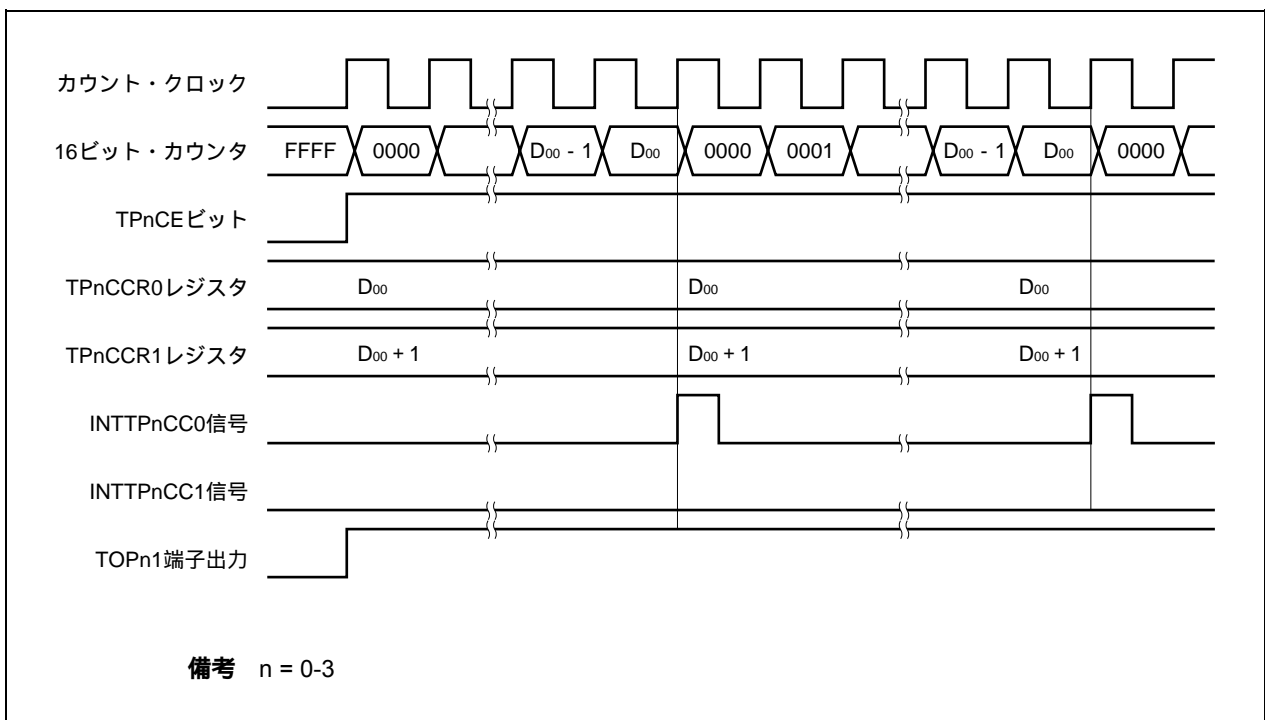 カウント・クロック
16ビット・カウンタ FFFF 0000 D00 - 1 D00 0000 0001 D00 - 1 D00 0000
TPnCEビット
TPnCCR0レジスタ D00 D00 D00
TPnCCR1レジスタ D00 + 1 D00 + 1 D00 + 1
INTTPnCC0信号
INTTPnCC1信号
TOPn1端子出力
備考 n = 0-3